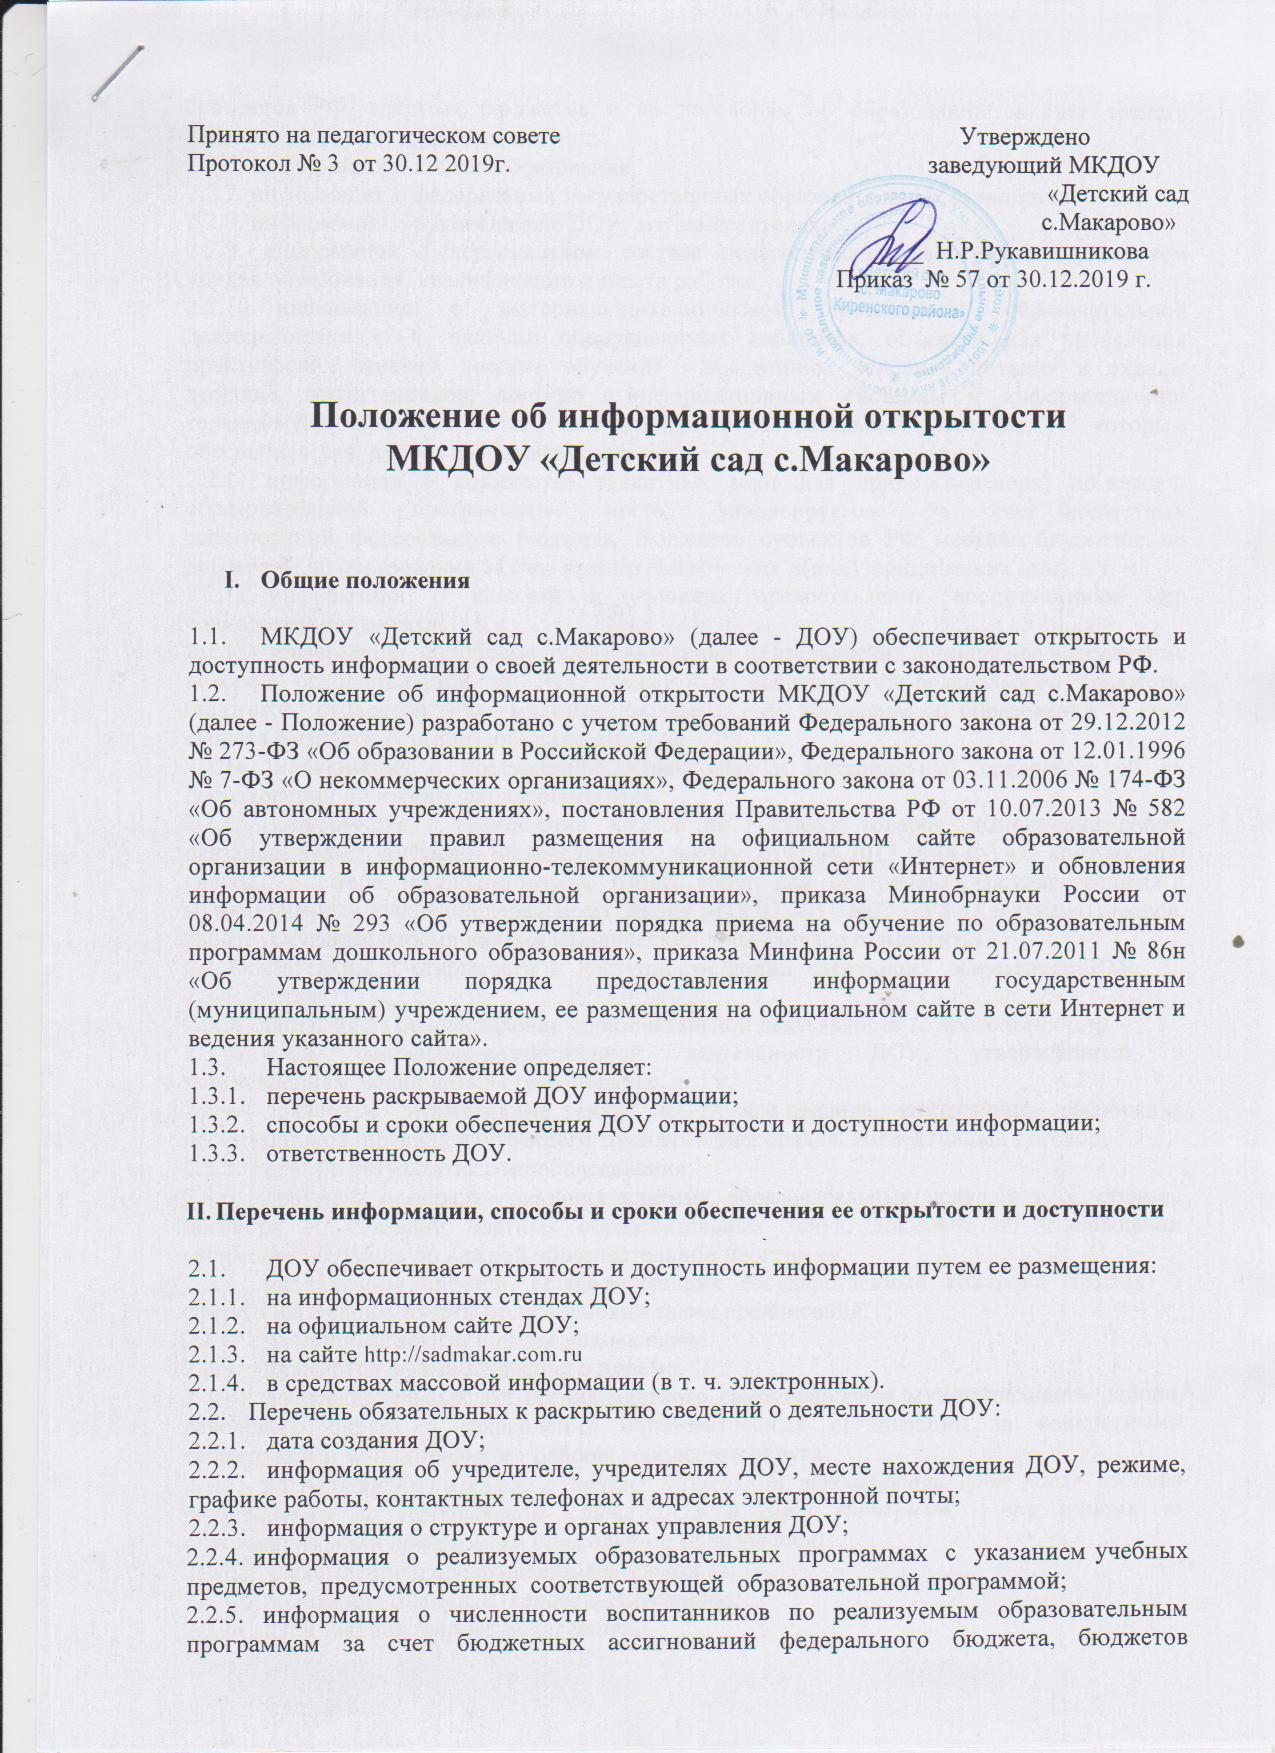 Принято на педагогическом совете
Протокол № 3 от 30.12 2019г.
Утверждено
заведующий МКДОУ
«Детский сад
с.Макарово»
Н.Р.Рукавишникова
Приказ № 57 от 30.12.2019 г.
с. Макарово
Киренского района»
Положение об информационной открытости
МКДОУ «Детский сад с.Макарово»
I. Общие положения
1.1. МКДОУ «Детский сад с.Макарово» (далее - ДОУ) обеспечивает открытость и
доступность информации о своей деятельности в соответствии с законодательством РФ.
1.2. Положение об информационной открытости МКДОУ «Детский сад с.Макарово»
(далее - Положение) разработано с учетом требований Федерального закона от 29.12.2012
№ 273-ФЗ «Об образовании в Российской Федерации», Федерального закона от 12.01.1996
№ 7-ФЗ «О некоммерческих организациях», Федерального закона от 03.11.2006 № 174-ФЗ
«Об автономных учреждениях», постановления Правительства РФ от 10.07.2013 № 582
«Об утверждении правил размещения на официальном сайте образовательной
организации в информационно-телекоммуникационной сети «Интернет» и обновления
информации об образовательной организации», приказа Минобрнауки России от
08.04.2014 № 293 «Об утверждении порядка приема на обучение по образовательным
программам дошкольного образования», приказа Минфина России от 21.07.2011 № 86н
«Об утверждении порядка предоставления информации государственным
(муниципальным) учреждением, ее размещения на официальном сайте в сети Интернет и
ведения указанного сайта».
1.3. Настоящее Положение определяет:
1.3.1. перечень раскрываемой ДОУ информации;
1.3.2. способы и сроки обеспечения ДОУ открытости и доступности информации;
1.3.3. ответственность ДОУ.
II. Перечень информации, способы и сроки обеспечения ее открытости и доступности
2.1. ДОУ обеспечивает открытость и доступность информации путем ее размещения:
2.1.1. на информационных стендах ДОУ;
2.1.2. на официальном сайте ДОУ;
2.1.3. на сайте http://sadmakar.com.ru
2.1.4. в средствах массовой информации (в т. ч. электронных).
2.2. Перечень обязательных к раскрытию сведений о деятельности ДОУ:
2.2.1. дата создания ДОУ;
2.2.2. информация об учредителе, учредителях ДОУ, месте нахождения ДОУ, режиме,
графике работы, контактных телефонах и адресах электронной почты;
2.2.3. информация о структуре и органах управления ДОУ;
2.2.4. информация о реализуемых образовательных программах с указанием учебных
предметов, предусмотренных соответствующей образовательной программой;
2.2.5. информация о численности воспитанников по реализуемым образовательным
программам за счет бюджетных ассигнований федерального бюджета, бюджетов